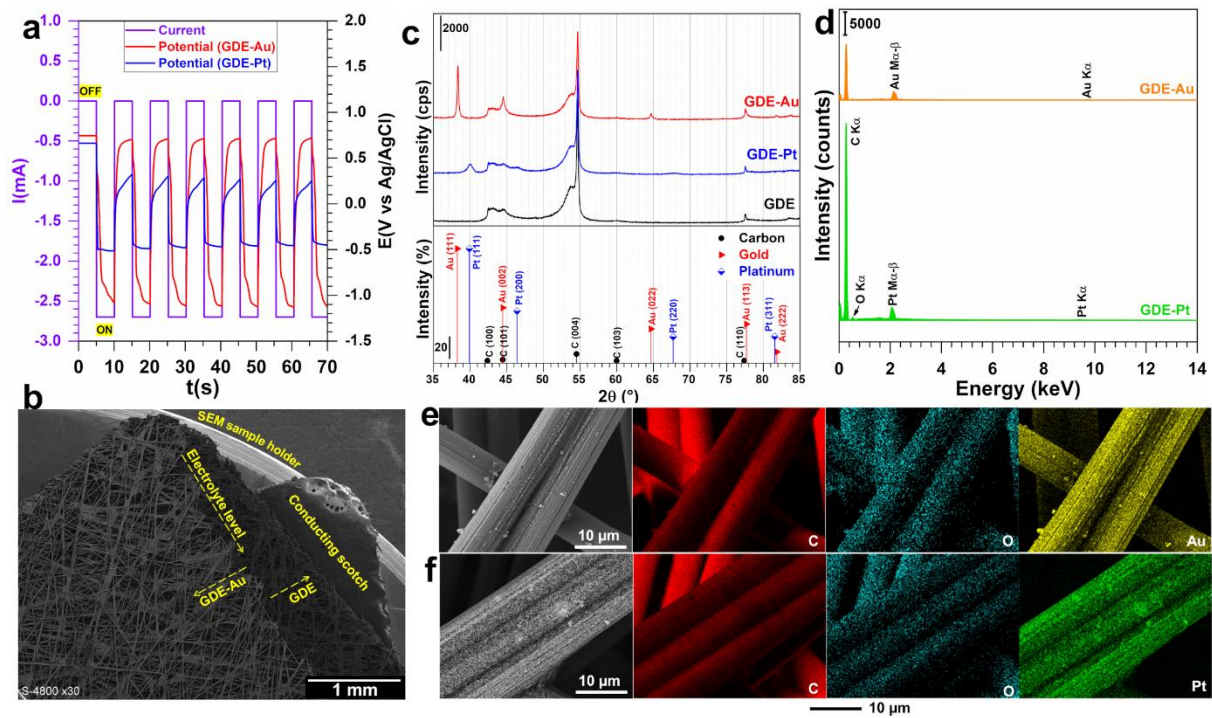 a
1.0
0.5
0.0
-0.5
-1.0
-1.5
-2.0
-2.5
-3.0
I(mA)
Current
Potential (GDE-Au)
Potential (GDE-Pt)
OFF
ON
2.0
1.5
1.0
0.5
0.0
-0.5
-1.0
-1.5
E(V vs Ag/AgCl)
0 10 20 30 40 50 60 70
t(s)
b
SEM sample holder
Electrolyte level
Conducting scotch
GDE-Au
GDE
S-4800 x30
1 mm
c
2000
Intensity (cps)
GDE-Au
GDE-Pt
GDE
Intensity (%)
20
Carbon
Gold
Platinum
Au (111)
Pt (111)
C (100)
C (101)
Au (002)
Pt (200)
C (004)
C (103)
Au (022)
Pt (220)
C (110)
Au (113)
Pt (311)
Au (222)
35 40 45 50 55 60 65 70 75 80 85
2θ (°)
d
5000
Intensity (counts)
Au Mα-β
Au Kα
GDE-Au
C Kα
O Kα
Pt Mα-β
Pt Kα
GDE-Pt
0 2 4 6 8 10 12 14
Energy (keV)
e
10 µm
C
O
Au
f
10 µm
C
O
Pt
10 µm